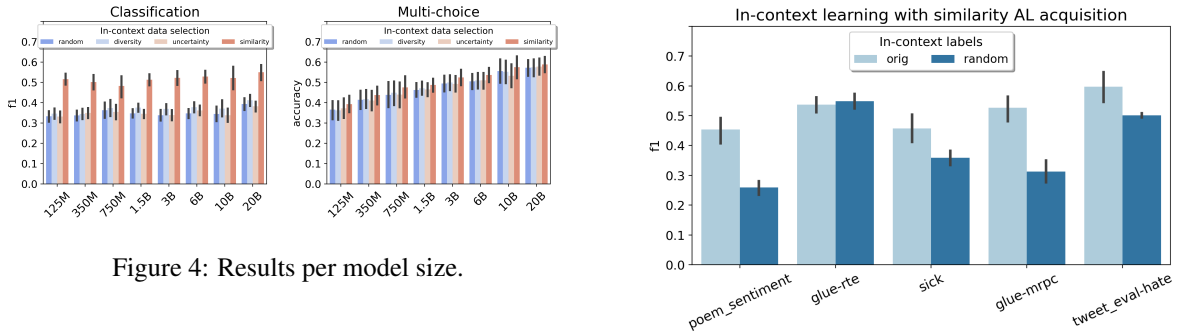 Classification
In-context data selection
random diversity uncertainty similarity
f1
0.7
0.6
0.5
0.4
0.3
0.2
0.1
0.0
125M 350M 750M 1.5B 3B 6B 10B 20B
Multi-choice
In-context data selection
random diversity uncertainty similarity
accuracy
0.7
0.6
0.5
0.4
0.3
0.2
0.1
0.0
125M 350M 750M 1.5B 3B 6B 10B 20B
Figure 4: Results per model size.
In-context learning with similarity AL acquisition
In-context labels
orig random
f1
0.7
0.6
0.5
0.4
0.3
0.2
0.1
0.0
poem_sentiment glue-rte sick glue-mrpc tweet_eval-hate